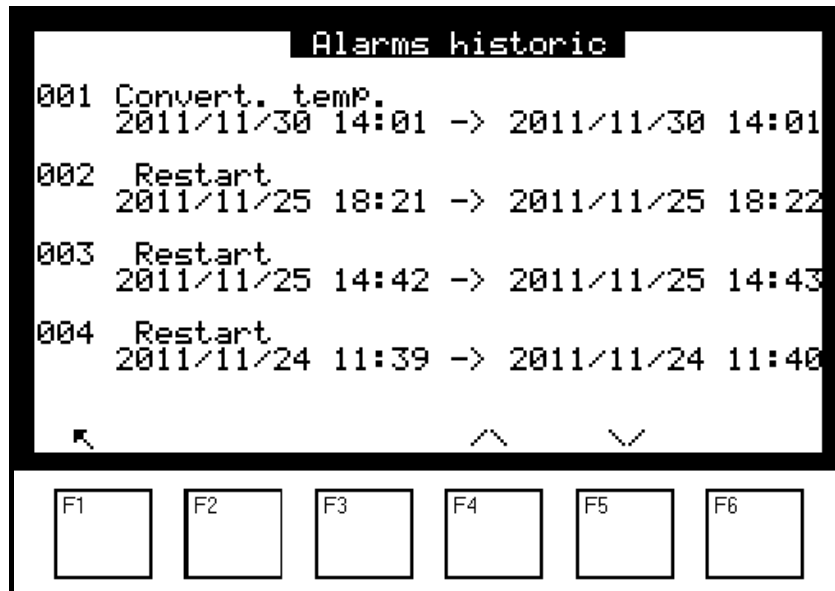 Alarms historic
001 Convert. temp.
2011/11/30 14:01 -> 2011/11/30 14:01
002 Restart
2011/11/25 18:21 -> 2011/11/25 18:22
003 Restart
2011/11/25 14:42 -> 2011/11/25 14:43
004 Restart
2011/11/24 11:39 -> 2011/11/24 11:40
F1 F2 F3 F4 F5 F6